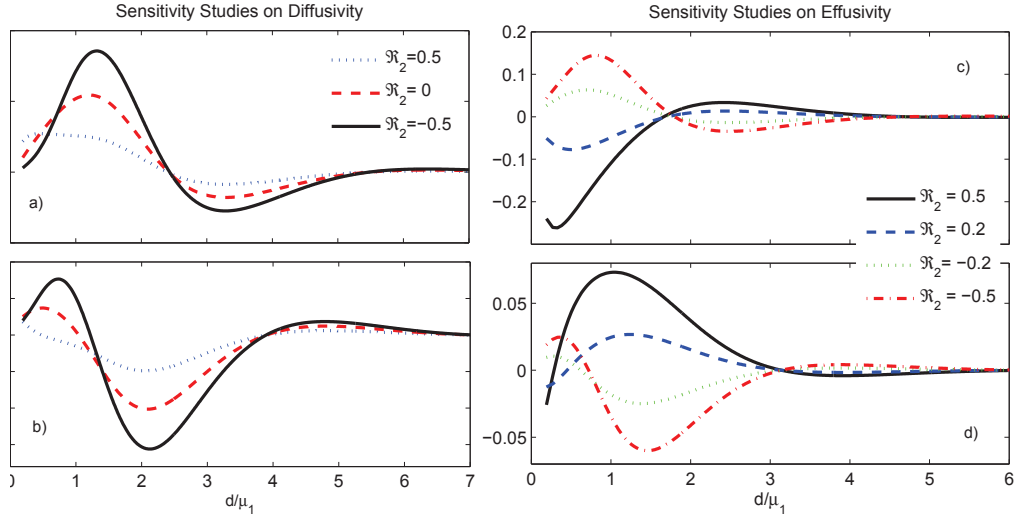 Sensitivity Studies on Diffusivity
ℜ₂=0.5
ℜ₂= 0
ℜ₂=−0.5
a)
b)
0 1 2 3 4 5 6 7
d/μ₁
Sensitivity Studies on Effusivity
0.2
0.1
0
−0.1
−0.2
c)
ℜ₂ = 0.5
ℜ₂ = 0.2
ℜ₂= −0.2
ℜ₂ = −0.5
0.05
0
−0.05
d)
0 1 2 3 4 5 6
d/μ₁